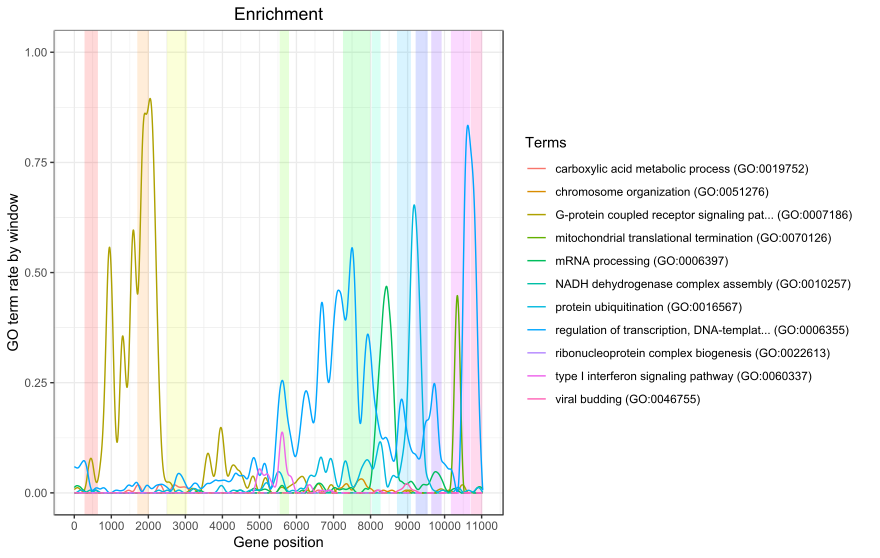 Enrichment
1.00
0.75
0.50
0.25
0.00
GO term rate by window
0 1000 2000 3000 4000 5000 6000 7000 8000 9000 10000 11000
Gene position
Terms
carboxylic acid metabolic process (GO:0019752)
chromosome organization (GO:0051276)
G-protein coupled receptor signaling pat... (GO:0007186)
mitochondrial translational termination (GO:0070126)
mRNA processing (GO:0006397)
NADH dehydrogenase complex assembly (GO:0010257)
protein ubiquitination (GO:0016567)
regulation of transcription, DNA-templat... (GO:0006355)
ribonucleoprotein complex biogenesis (GO:0022613)
type I interferon signaling pathway (GO:0060337)
viral budding (GO:0046755)